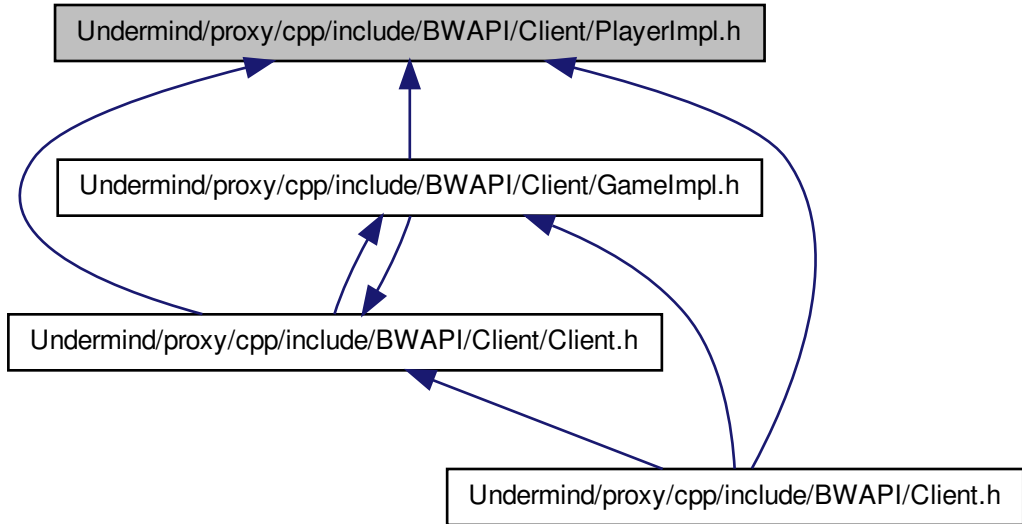 Undermind/proxy/cpp/include/BWAPI/Client/PlayerImpl.h
Undermind/proxy/cpp/include/BWAPI/Client/GameImpl.h
Undermind/proxy/cpp/include/BWAPI/Client/Client.h
Undermind/proxy/cpp/include/BWAPI/Client.h